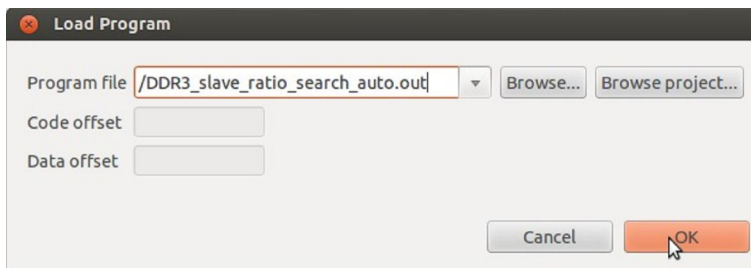 Load Program
Program file /DDR3_slave_ratio_search_auto.out Browse... Browse project...
Code offset
Data offset
Cancel OK